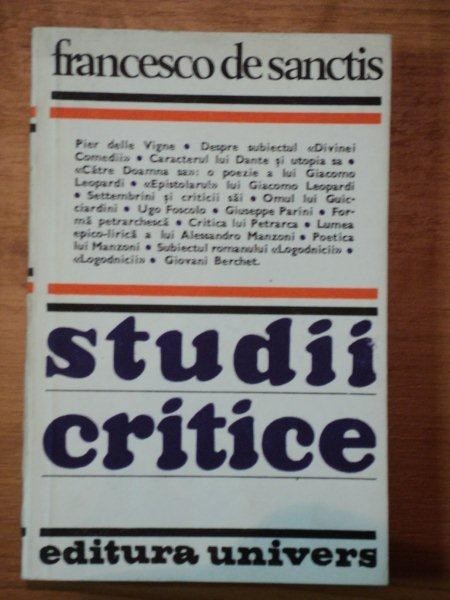 francesco de sanctis
Pier delle Vigne • Despre subiectul «Divinei
Comedii» • Caracterul lui Dante și utopia sa •
«Către Doamna sa»: o poezie a lui Giacomo
Leopardi • «Epistolarul» lui Giacomo Leopardi
• Settembrini și criticii săi • Omul lui Guic-
ciardini • Ugo Foscolo • Giuseppe Parini • For-
mă petrarchescă • Critica lui Petrarca • Lumea
epico-lirică a lui Alessandro Manzoni • Poetica
lui Manzoni • Subiectul romanului «Logodnicii» •
«Logodnicii» • Giovani Berchet.
studii
critice
editura univers